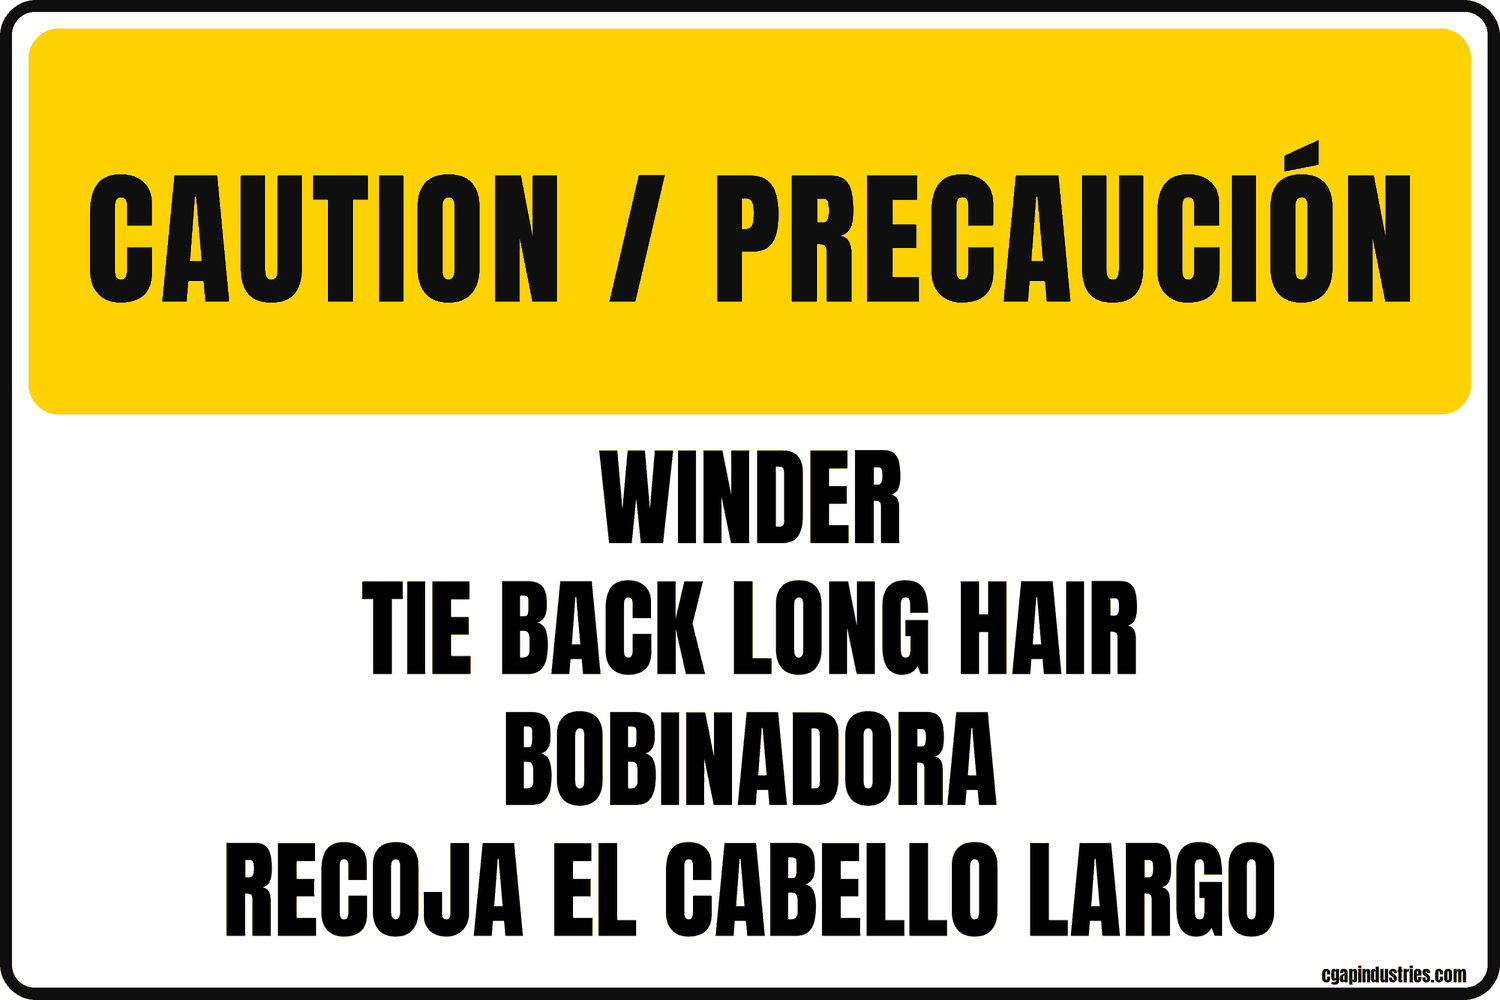 CAUTION / PRECAUCIÓN
WINDER
TIE BACK LONG HAIR
BOBINADORA
RECOJA EL CABELLO LARGO
cgapindustries.com